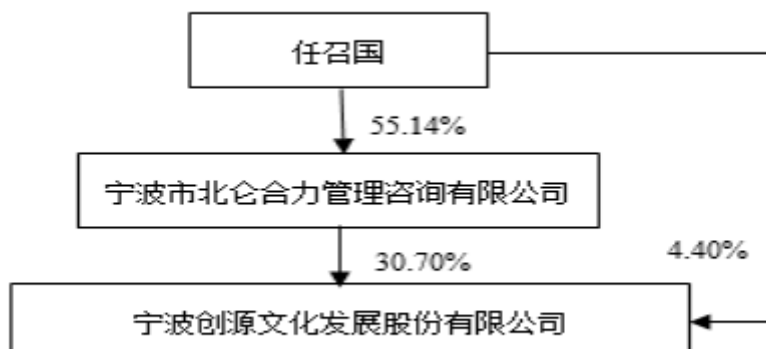 任召国
55.14%
宁波市北仑合力管理咨询有限公司
30.70%
4.40%
宁波创源文化发展股份有限公司